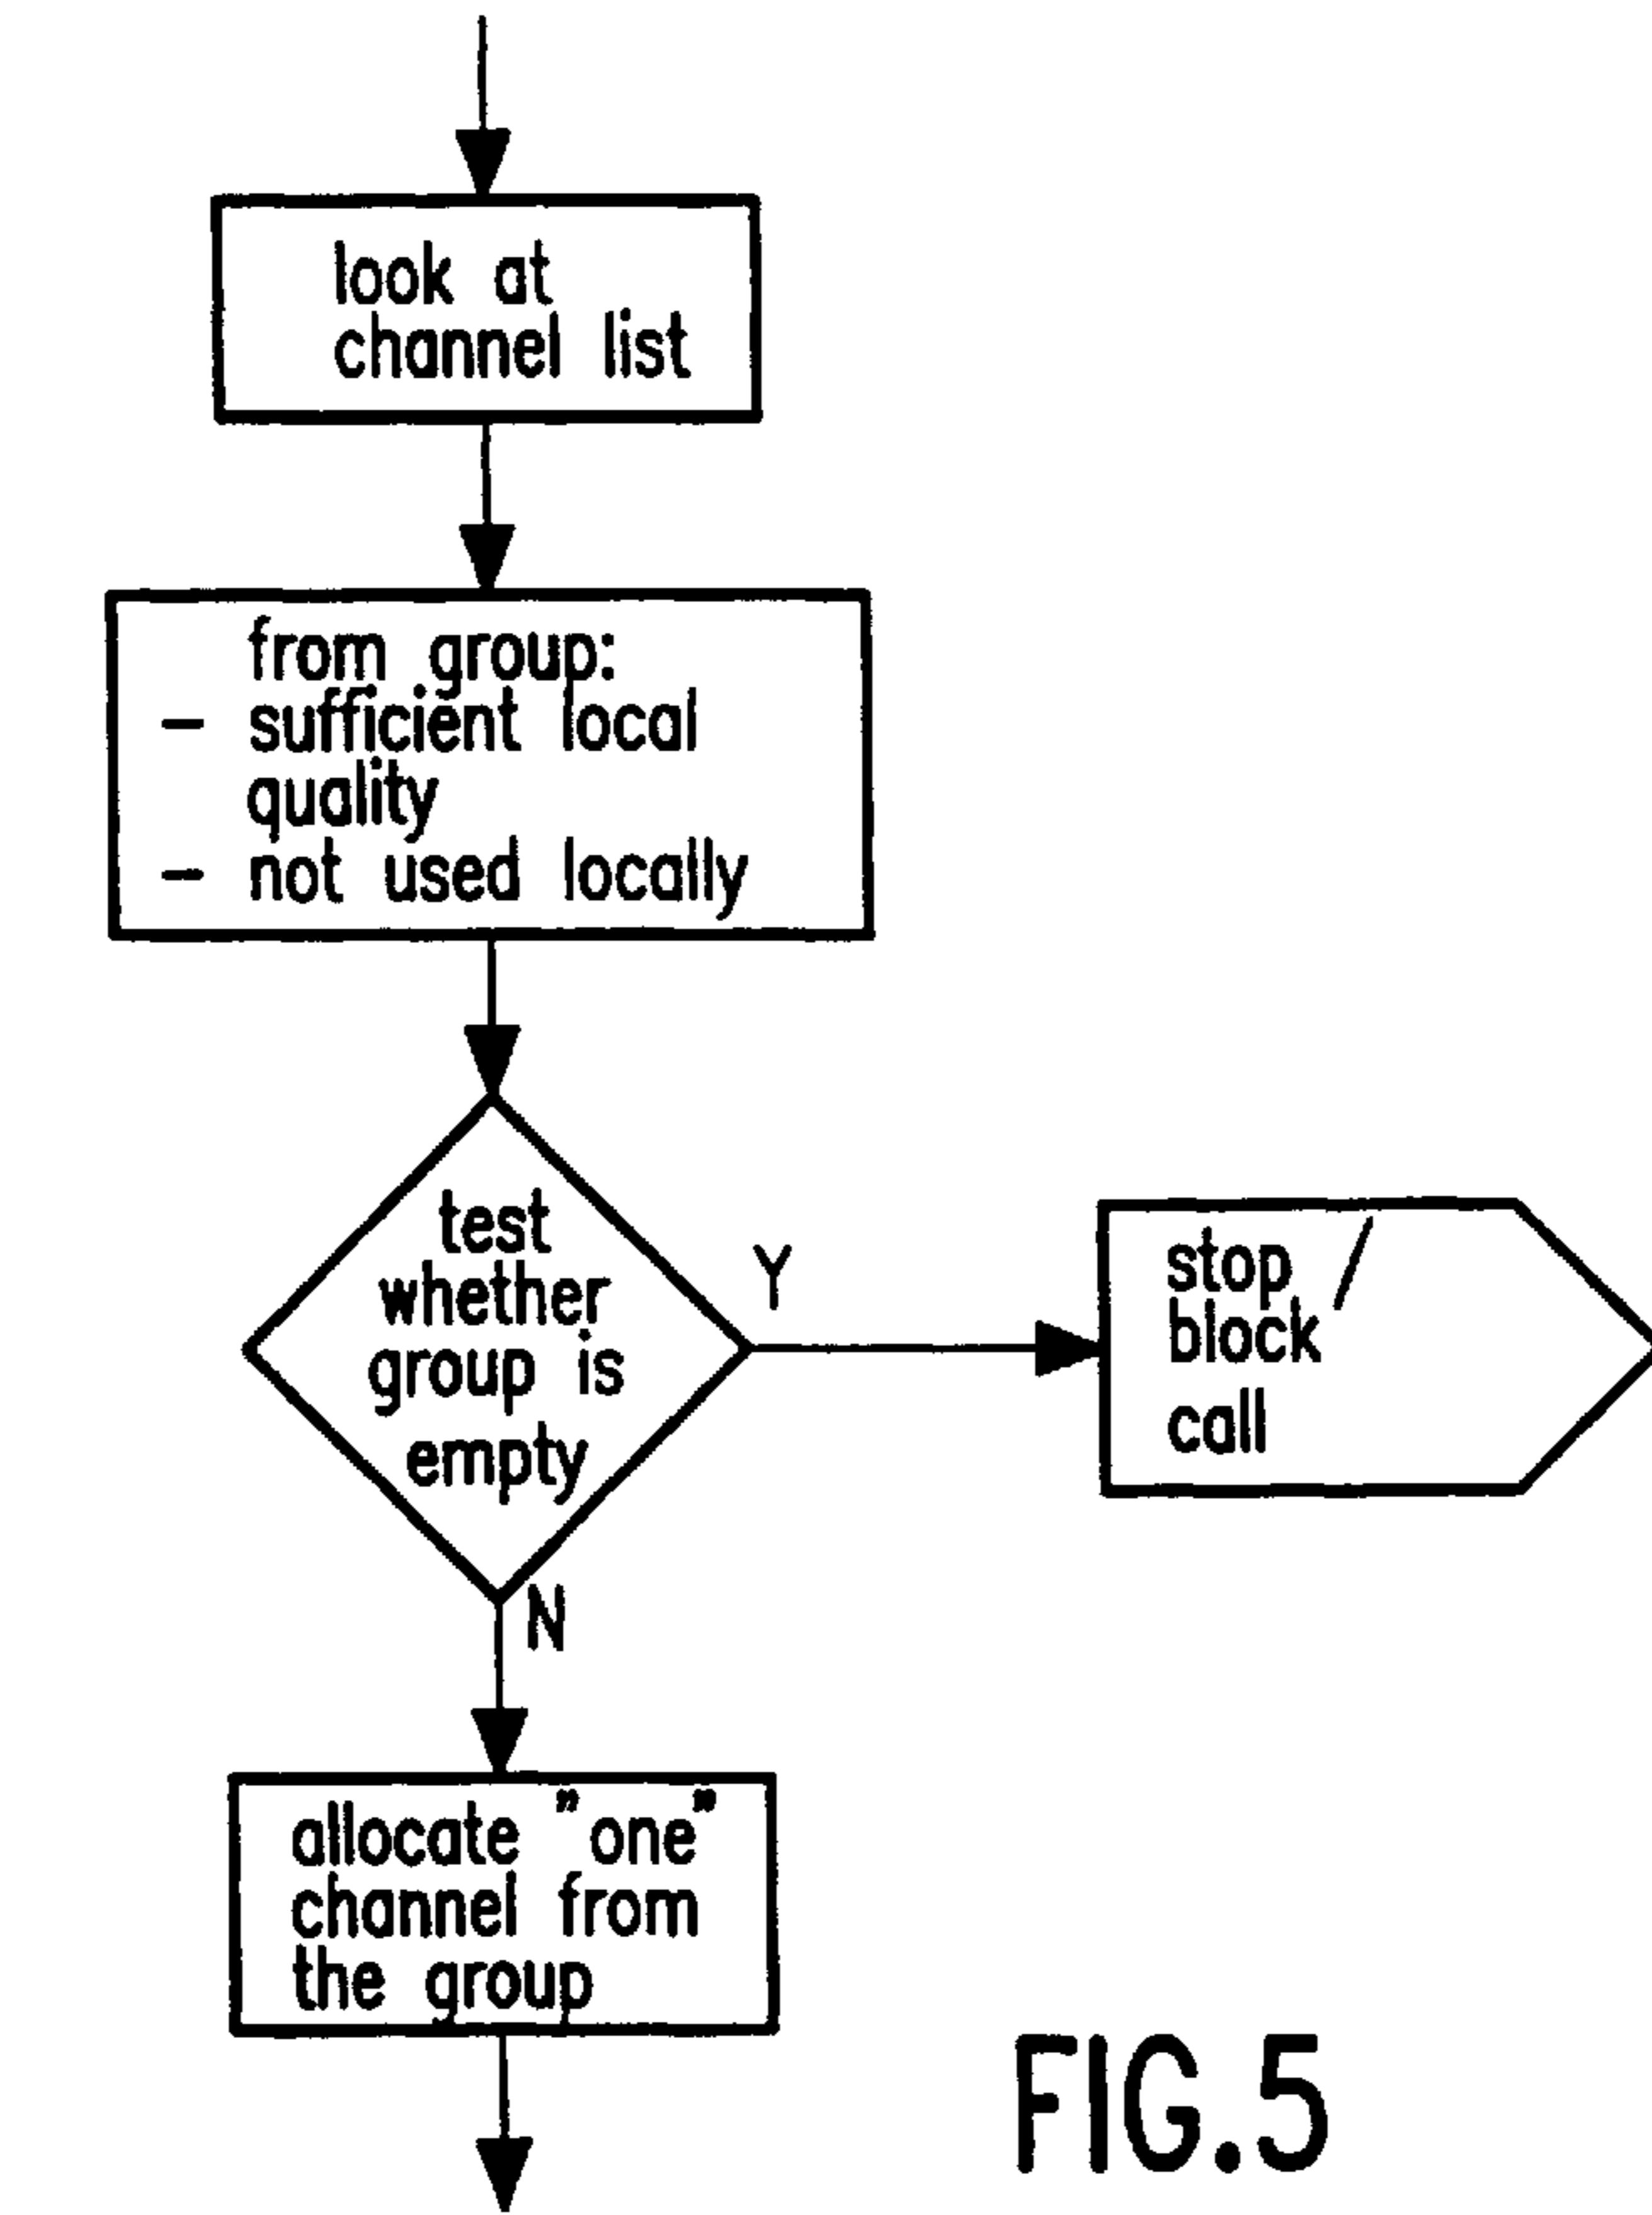 look at
channel list
from group:
- sufficient local
quality
- not used locally
test
whether
group is
empty
Y
stop /
block
call
N
allocate "one"
channel from
the group
FIG.5